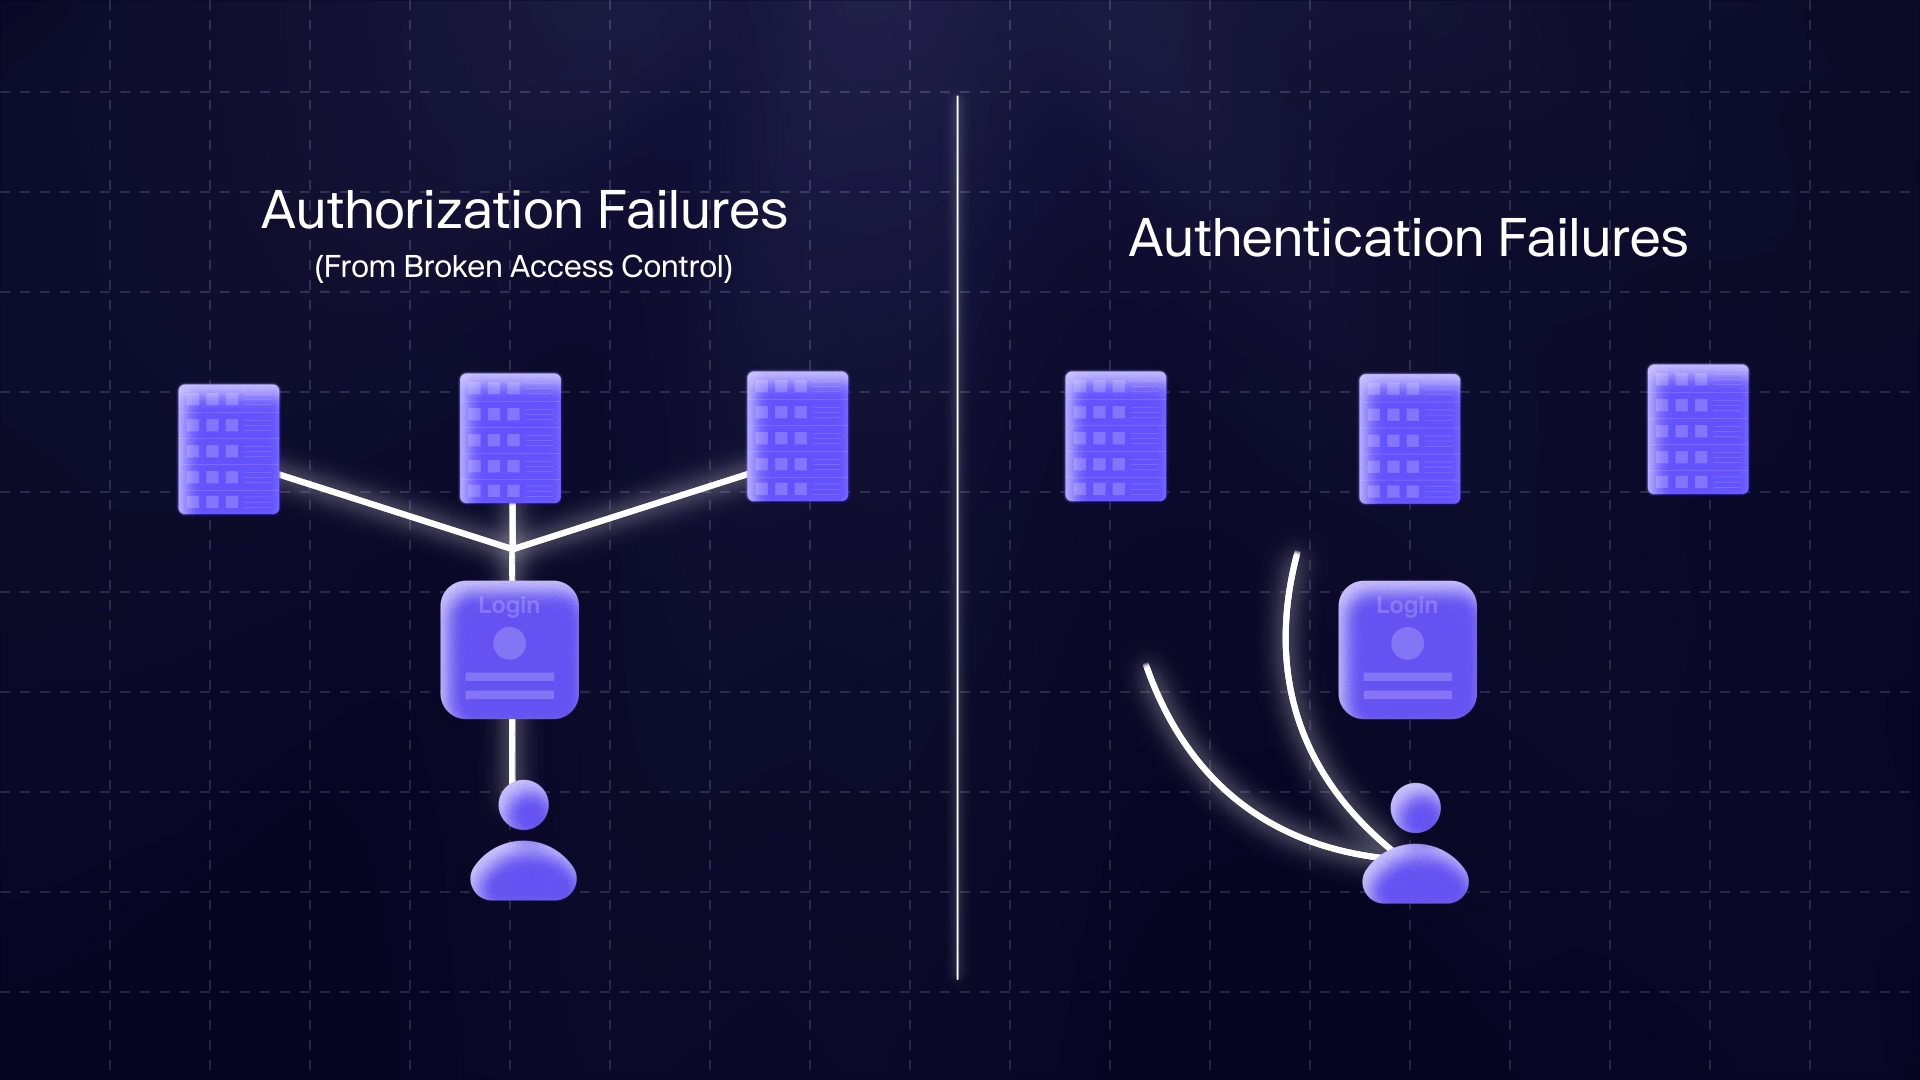 Authorization Failures
(From Broken Access Control)
Authentication Failures
Login
Login